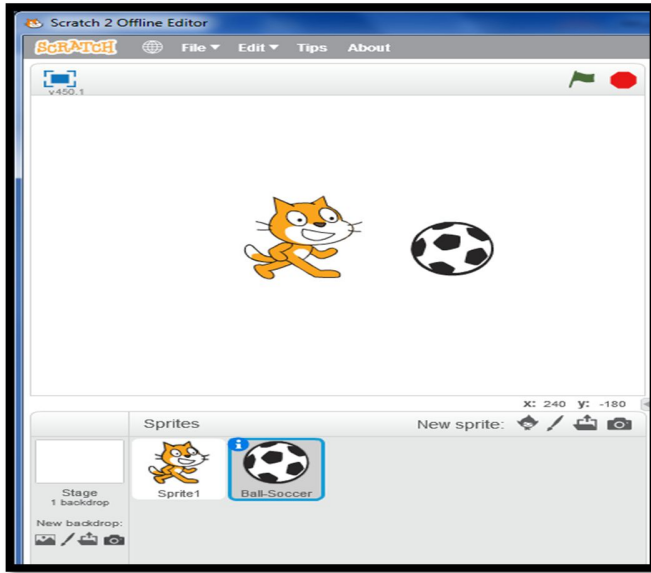 Scratch 2 Offline Editor
SCRATCH File Edit Tips About
v450.1
x: 240 y: -180
Sprites New sprite:
Sprite1 Ball-Soccer
Stage
1 backdrop
New backdrop: